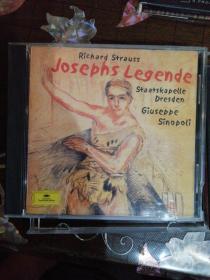 Richard Strauss
Josephs Legende
Staatskapelle
Dresden
Giuseppe
Sinopoli